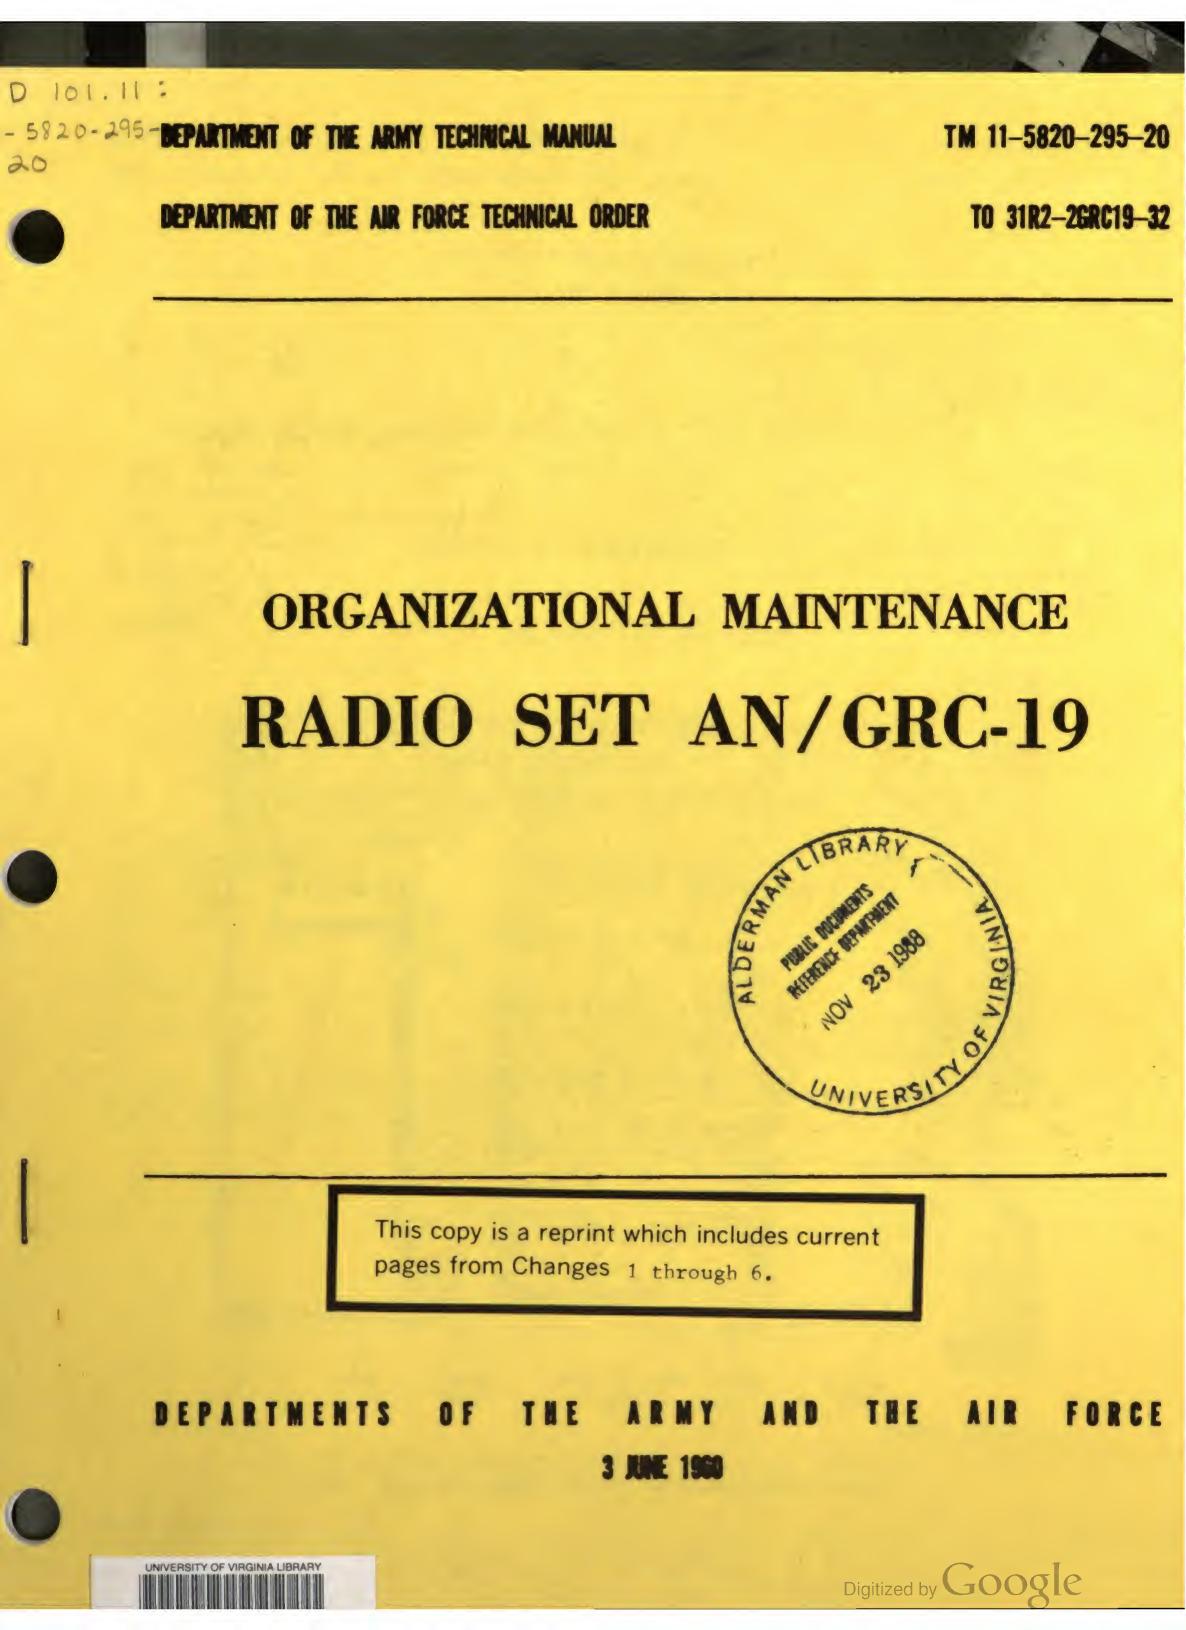 D 101.11:
- 5820-295-
20
DEPARTMENT OF THE ARMY TECHNICAL MANUAL TM 11-5820-295-20
DEPARTMENT OF THE AIR FORCE TECHNICAL ORDER TO 31R2-2GRC19-32
ORGANIZATIONAL MAINTENANCE
RADIO SET AN/GRC-19
ALDERMAN LIBRARY
PUBLIC DOCUMENTS
REFERENCE DEPARTMENT
NOV 23 1988
UNIVERSITY OF VIRGINIA
This copy is a reprint which includes current
pages from Changes 1 through 6.
DEPARTMENTS OF THE ARMY AND THE AIR FORCE
3 JUNE 1960
UNIVERSITY OF VIRGINIA LIBRARY
Digitized by Google